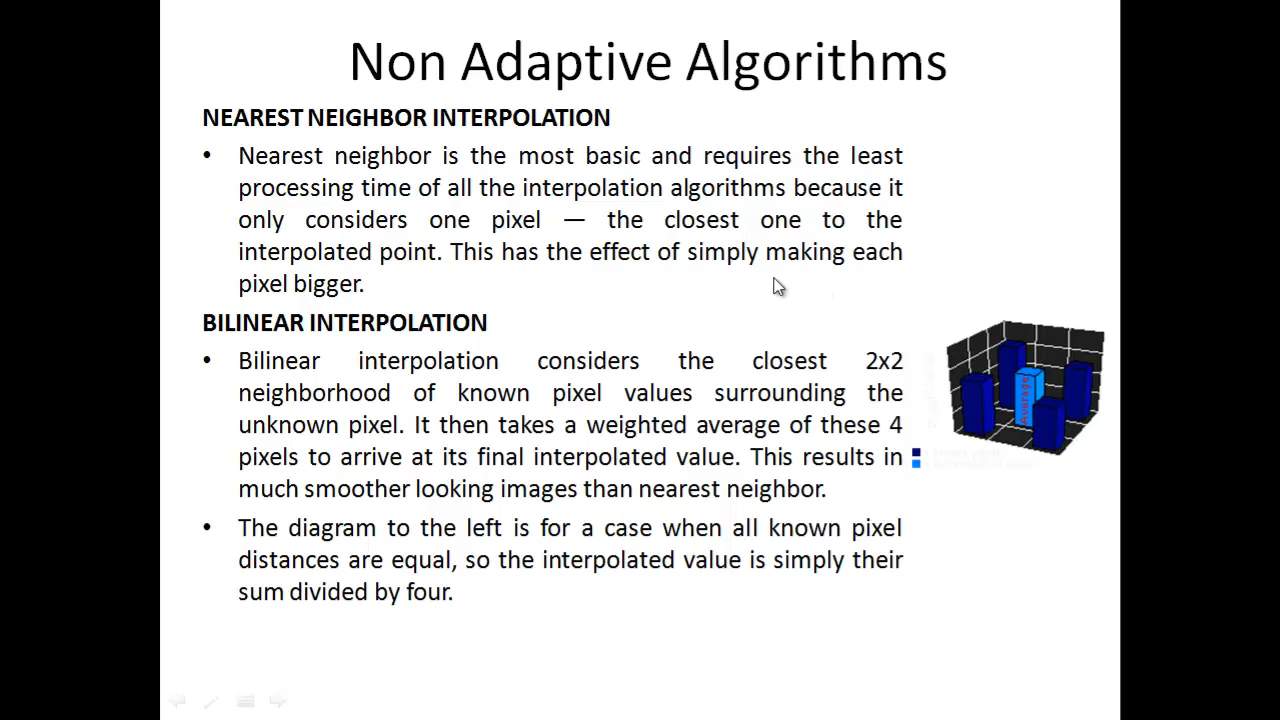 Non Adaptive Algorithms
NEAREST NEIGHBOR INTERPOLATION
• Nearest neighbor is the most basic and requires the least
processing time of all the interpolation algorithms because it
only considers one pixel — the closest one to the
interpolated point. This has the effect of simply making each
pixel bigger.
BILINEAR INTERPOLATION
• Bilinear interpolation considers the closest 2x2
neighborhood of known pixel values surrounding the
unknown pixel. It then takes a weighted average of these 4
pixels to arrive at its final interpolated value. This results in
much smoother looking images than nearest neighbor.
• The diagram to the left is for a case when all known pixel
distances are equal, so the interpolated value is simply their
sum divided by four.
Average